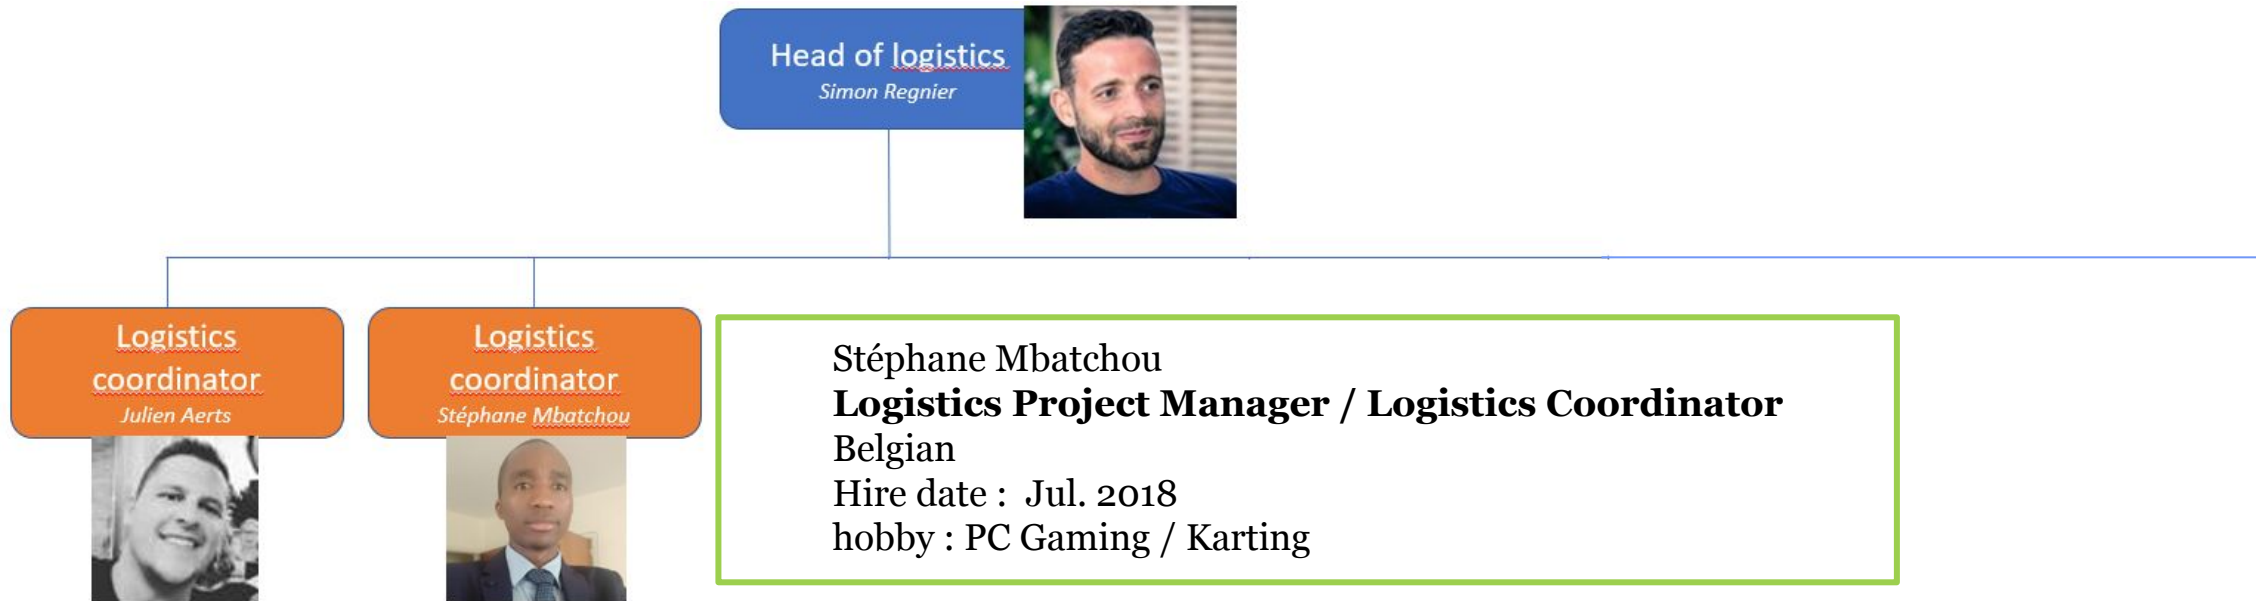 Head of logistics
Simon Regnier
Logistics
coordinator
Julien Aerts
Logistics
coordinator
Stéphane Mbatchou
Stéphane Mbatchou
Logistics Project Manager / Logistics Coordinator
Belgian
Hire date :  Jul. 2018
hobby : PC Gaming / Karting